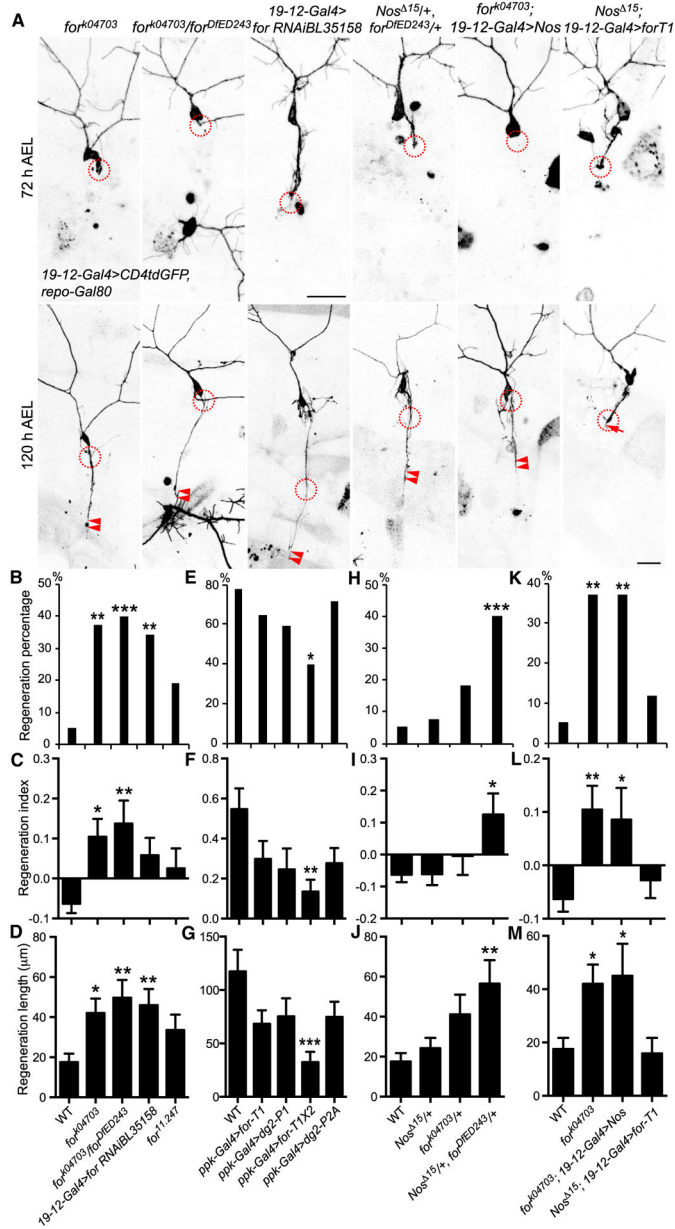 A
for^k04703
for^k04703/for^DfED243
19-12-Gal4>
for RNAiBL35158
Nos^Δ15/+,
for^DfED243/+
for^k04703;
19-12-Gal4>Nos
Nos^Δ15;
19-12-Gal4>forT1
72 h AEL
19-12-Gal4>CD4tdGFP,
repo-Gal80
120 h AEL
B
%
50
40
30
20
10
0
Regeneration percentage
** *** **
E
%
80
60
40
20
0
*
H
%
50
40
30
20
10
0
***
K
%
40
30
20
10
0
** **
C
0.3
0.2
0.1
0.0
-0.1
Regeneration index
* **
F
0.8
0.6
0.4
0.2
0.0
**
I
0.2
0.1
0.0
-0.1
-0.2
*
L
0.2
0.1
0.0
-0.1
** *
D
80
60
40
20
0
Regeneration length (µm)
* ** **
WT
for^k04703
for^k04703/for^DfED243
19-12-Gal4>for RNAiBL35158
for^11.247
G
150
100
50
0
***
WT
ppk-Gal4>for-T1
ppk-Gal4>dg2-P1
ppk-Gal4>for-T1X2
ppk-Gal4>dg2-P2A
J
80
60
40
20
0
**
WT
Nos^Δ15/+
for^k04703/+
Nos^Δ15/+, for^DfED243/+
M
60
40
20
0
* *
WT
for^k04703
for^k04703; 19-12-Gal4>Nos
Nos^Δ15; 19-12-Gal4>for-T1